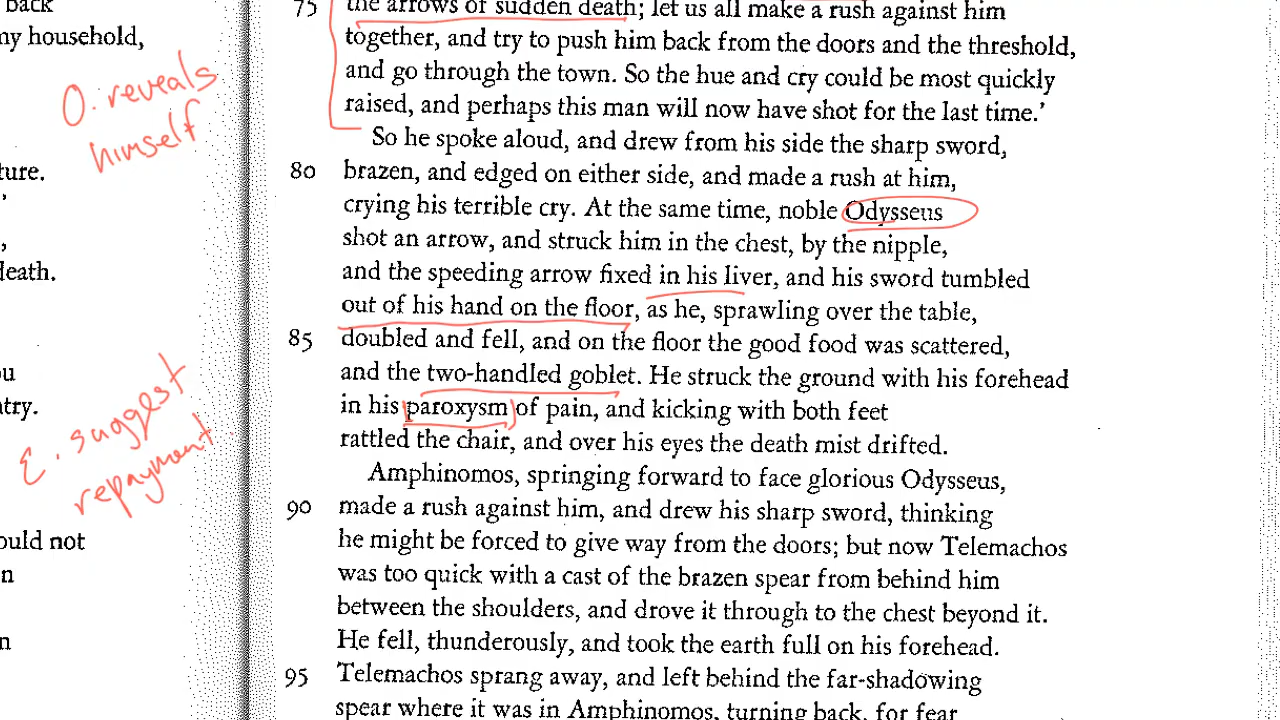 back
my household,
O. reveals
himself
ture.
,
,
death.
E. suggest
repayment
ou
ntry.
ould not
n
n
75 the arrows of sudden death; let us all make a rush against him
together, and try to push him back from the doors and the threshold,
and go through the town. So the hue and cry could be most quickly
raised, and perhaps this man will now have shot for the last time.'
So he spoke aloud, and drew from his side the sharp sword,
80 brazen, and edged on either side, and made a rush at him,
crying his terrible cry. At the same time, noble Odysseus
shot an arrow, and struck him in the chest, by the nipple,
and the speeding arrow fixed in his liver, and his sword tumbled
out of his hand on the floor, as he, sprawling over the table,
85 doubled and fell, and on the floor the good food was scattered,
and the two-handled goblet. He struck the ground with his forehead
in his paroxysm of pain, and kicking with both feet
rattled the chair, and over his eyes the death mist drifted.
Amphinomos, springing forward to face glorious Odysseus,
90 made a rush against him, and drew his sharp sword, thinking
he might be forced to give way from the doors; but now Telemachos
was too quick with a cast of the brazen spear from behind him
between the shoulders, and drove it through to the chest beyond it.
He fell, thunderously, and took the earth full on his forehead.
95 Telemachos sprang away, and left behind the far-shadowing
spear where it was in Amphinomos, turning back, for fear